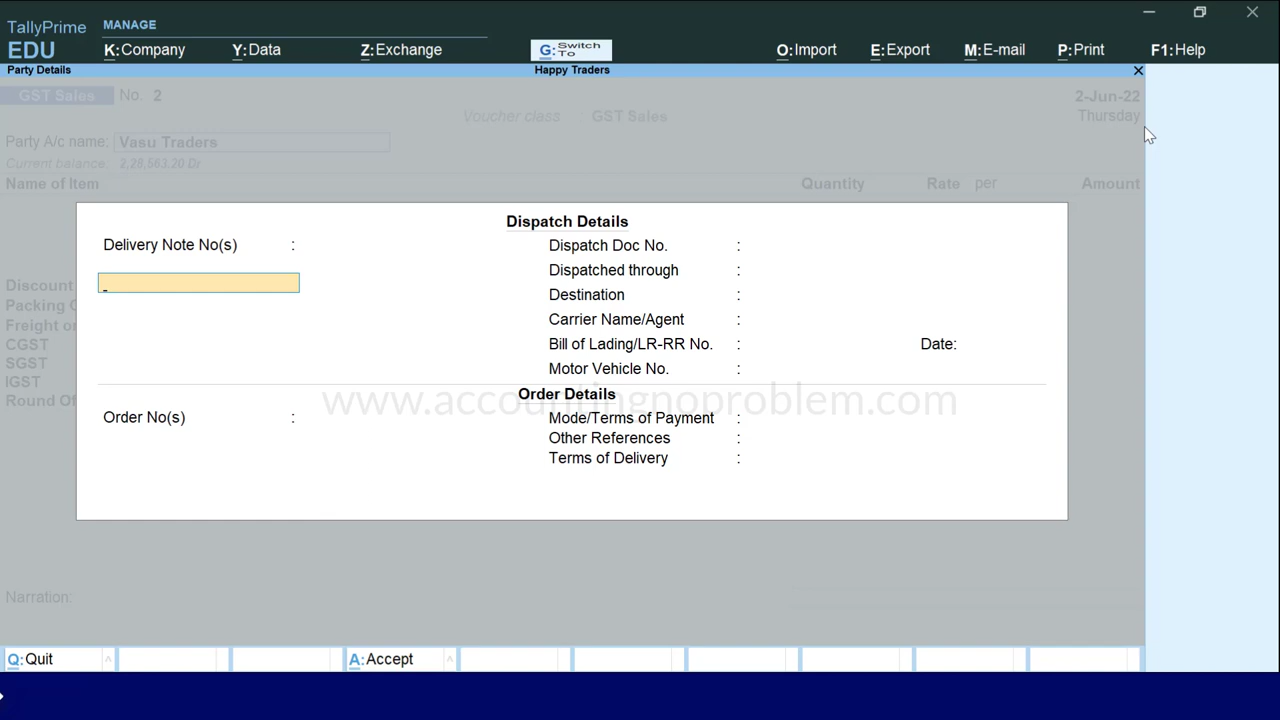 TallyPrime MANAGE
EDU K:Company Y:Data Z:Exchange G:Switch To O:Import E:Export M:E-mail P:Print F1:Help
Party Details Happy Traders
GST Sales No. 2 2-Jun-22
Voucher class : GST Sales Thursday
Party A/c name: Vasu Traders
Current balance: 2,28,563.20 Dr
Name of Item Quantity Rate per Amount
Dispatch Details
Delivery Note No(s) : Dispatch Doc No. :
Dispatched through :
Discount Destination :
Packing
Freight Carrier Name/Agent :
CGST Bill of Lading/LR-RR No. : Date:
SGST Motor Vehicle No. :
IGST
Round Of Order Details
www.accountingnoproblem.com
Order No(s) : Mode/Terms of Payment :
Other References :
Terms of Delivery :
Narration:
Q:Quit A:Accept